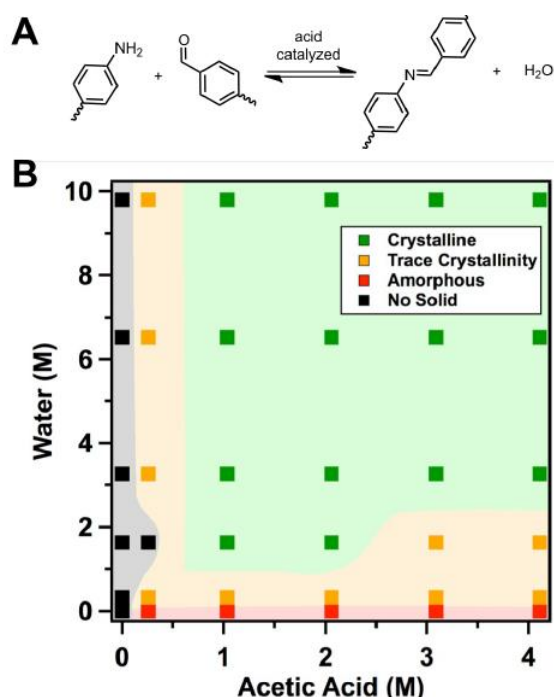 A
NH2
O
acid
catalyzed
+
N
+
H2O
B
Crystalline
Trace Crystallinity
Amorphous
No Solid
10
8
6
4
2
0
Water (M)
0
1
2
3
4
Acetic Acid (M)